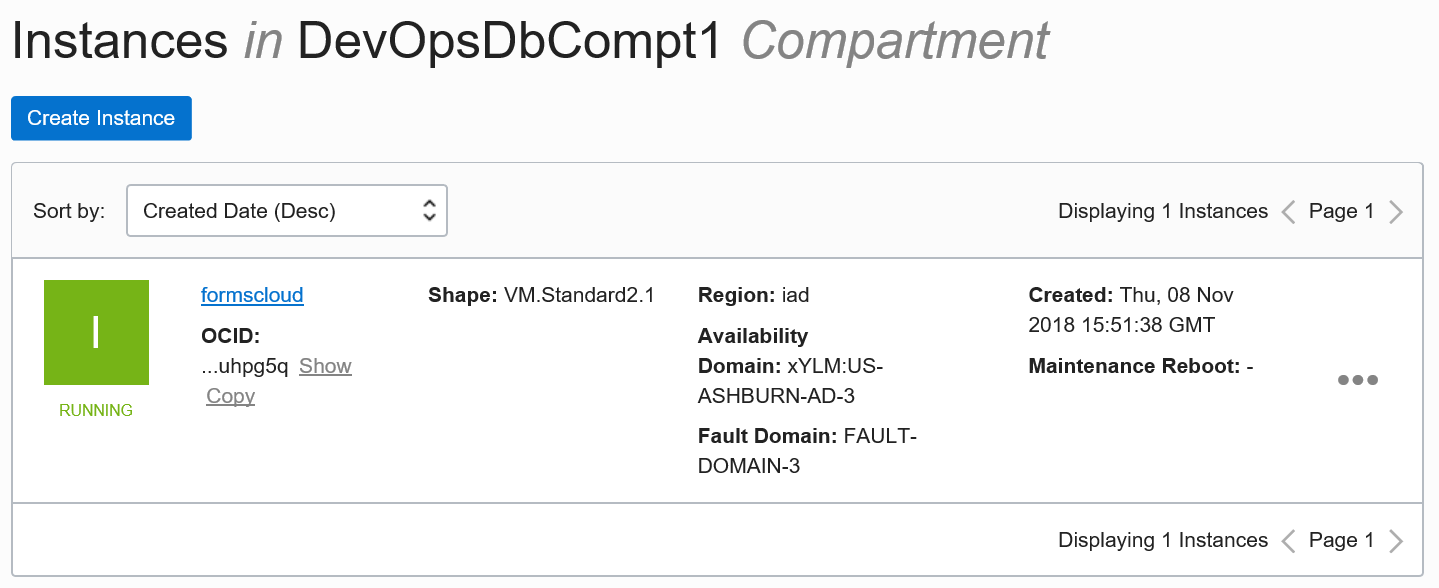 Instances in DevOpsDbCompt1 Compartment
Create Instance
Sort by: Created Date (Desc) Displaying 1 Instances Page 1
I
RUNNING
formscloud
OCID:
...uhpg5q Show
Copy
Shape: VM.Standard2.1
Region: iad
Availability
Domain: xYLM:US-
ASHBURN-AD-3
Fault Domain: FAULT-
DOMAIN-3
Created: Thu, 08 Nov
2018 15:51:38 GMT
Maintenance Reboot: -
Displaying 1 Instances Page 1